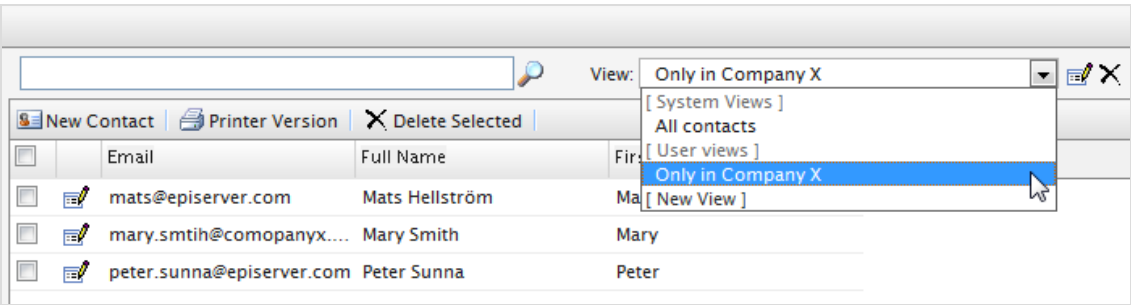 View: Only in Company X
[ System Views ]
New Contact Printer Version Delete Selected
All contacts
Email Full Name Firs
[ User views ]
Only in Company X
mats@episerver.com Mats Hellström Ma
[ New View ]
mary.smtih@comopanyx.... Mary Smith Mary
peter.sunna@episerver.com Peter Sunna Peter